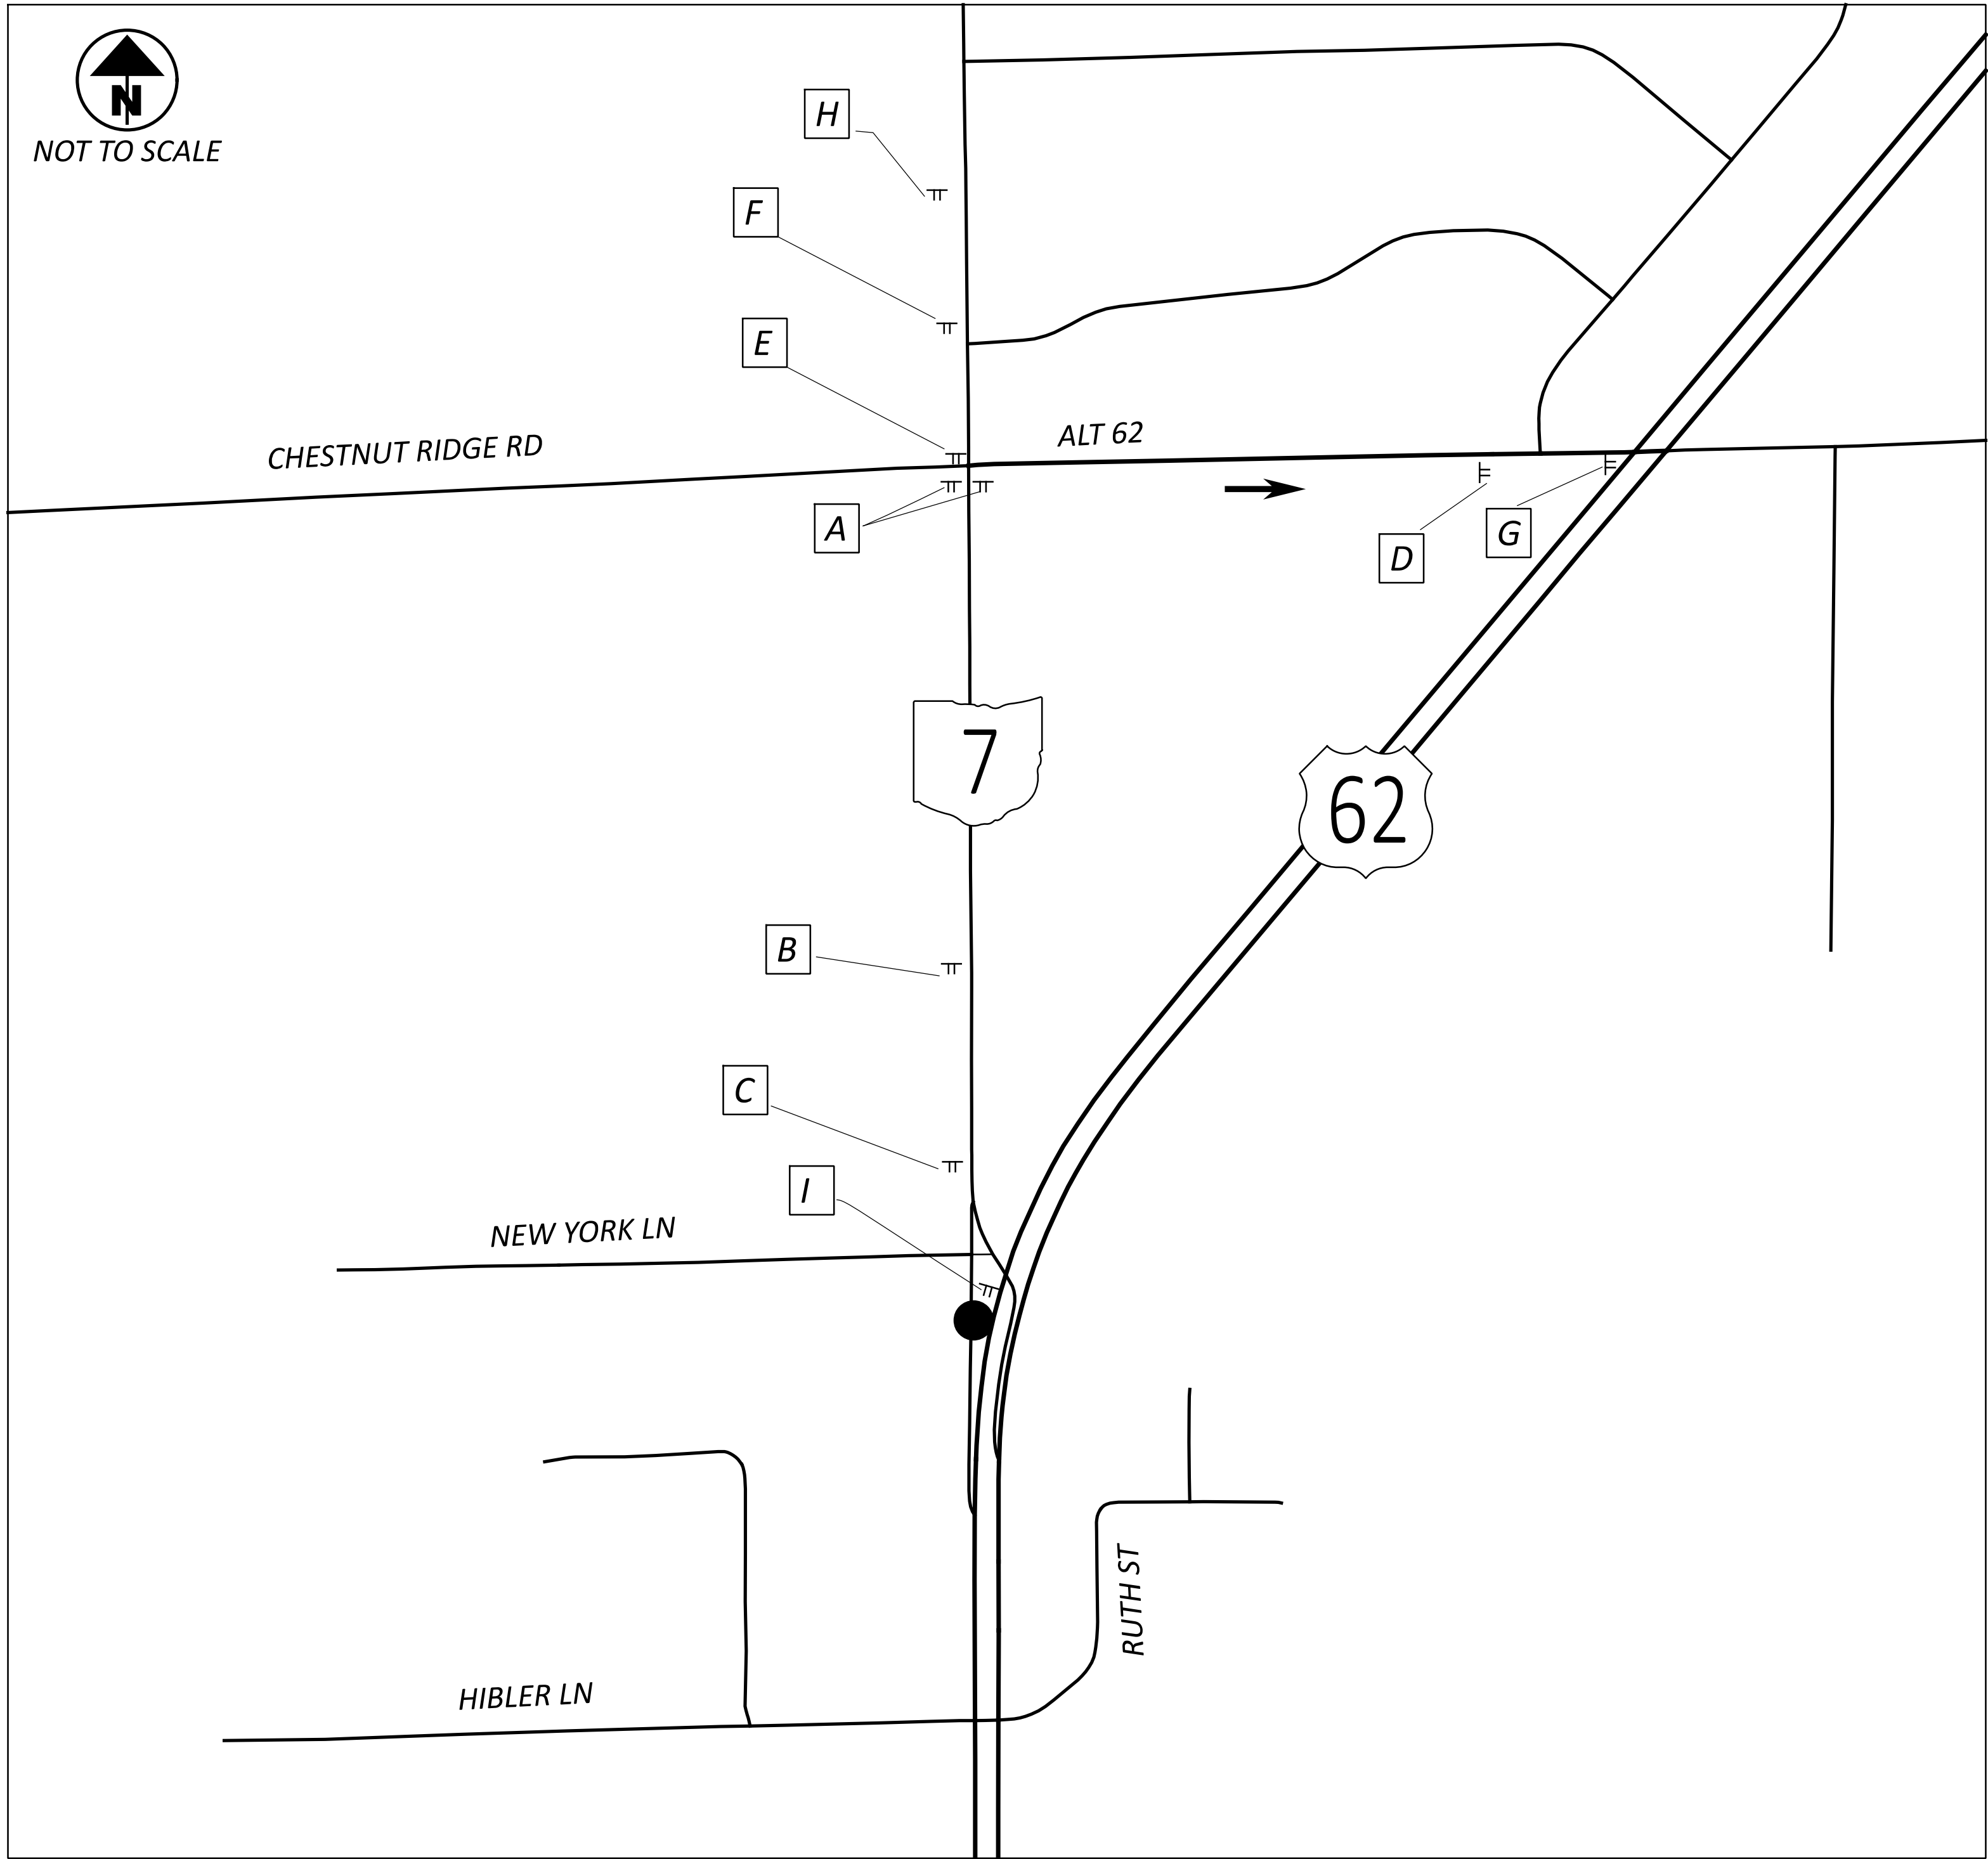 N
NOT TO SCALE
H
F
E
CHESTNUT RIDGE RD
ALT 62
A
D
G
7
62
B
C
I
NEW YORK LN
RUTH ST
HIBLER LN